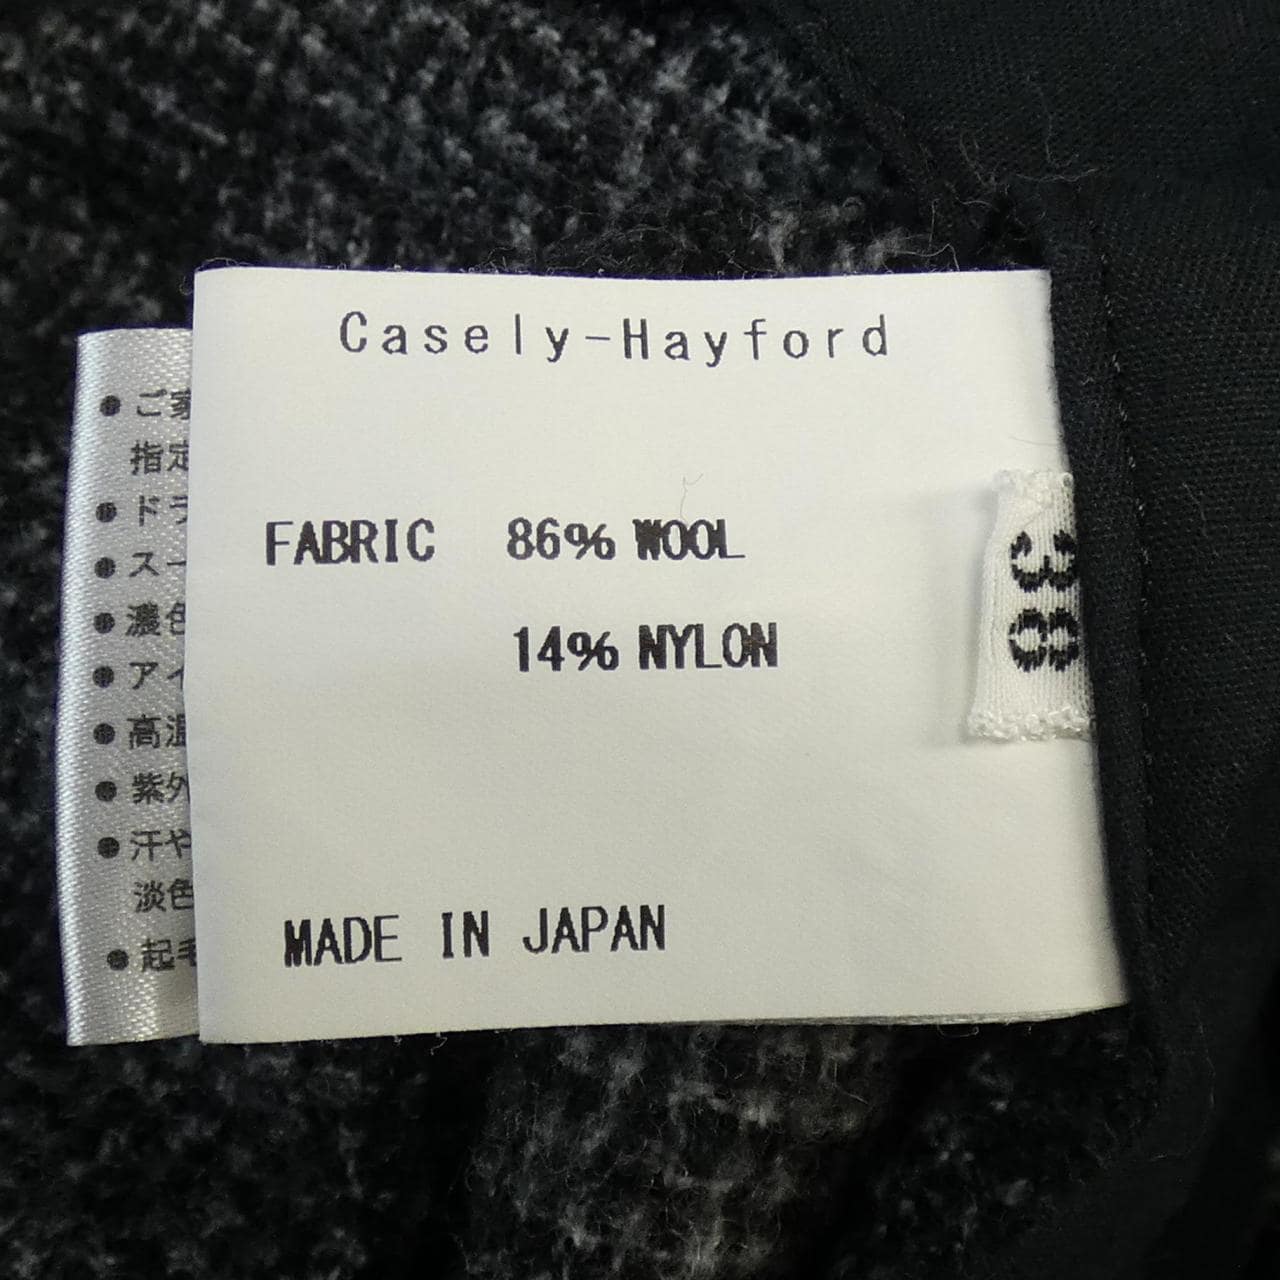 Casely-Hayford
FABRIC 86% WOOL
14% NYLON
MADE IN JAPAN
38
● ご家
指定
● ドラ
● スー
● 濃色
● アイ
● 高温
● 紫外
● 汗や
淡色
● 起毛